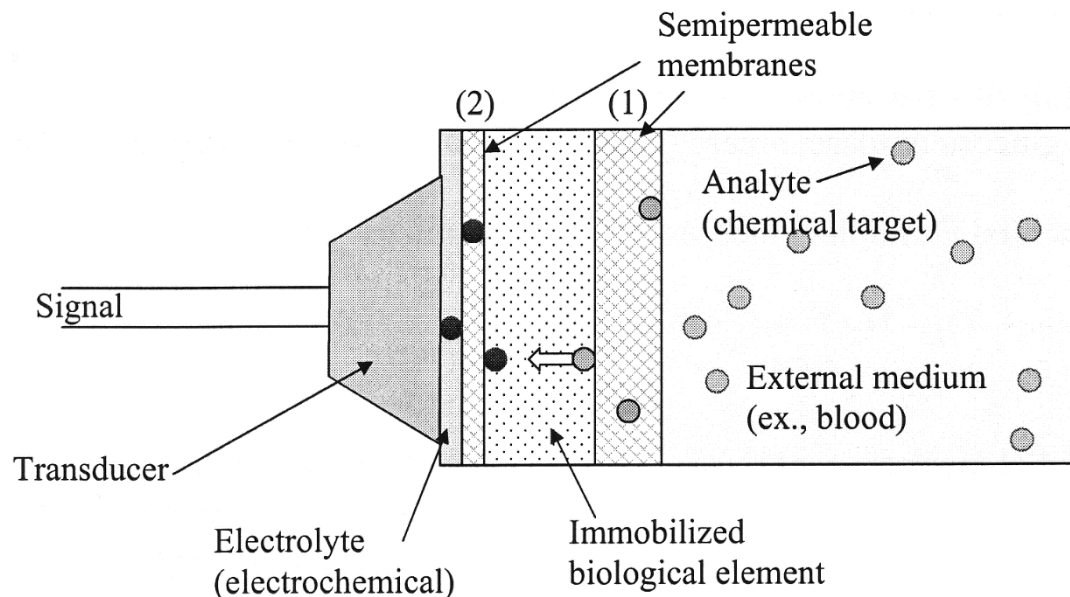 Semipermeable
membranes
(2)
(1)
Analyte
(chemical target)
Signal
External medium
(ex., blood)
Transducer
Electrolyte
(electrochemical)
Immobilized
biological element